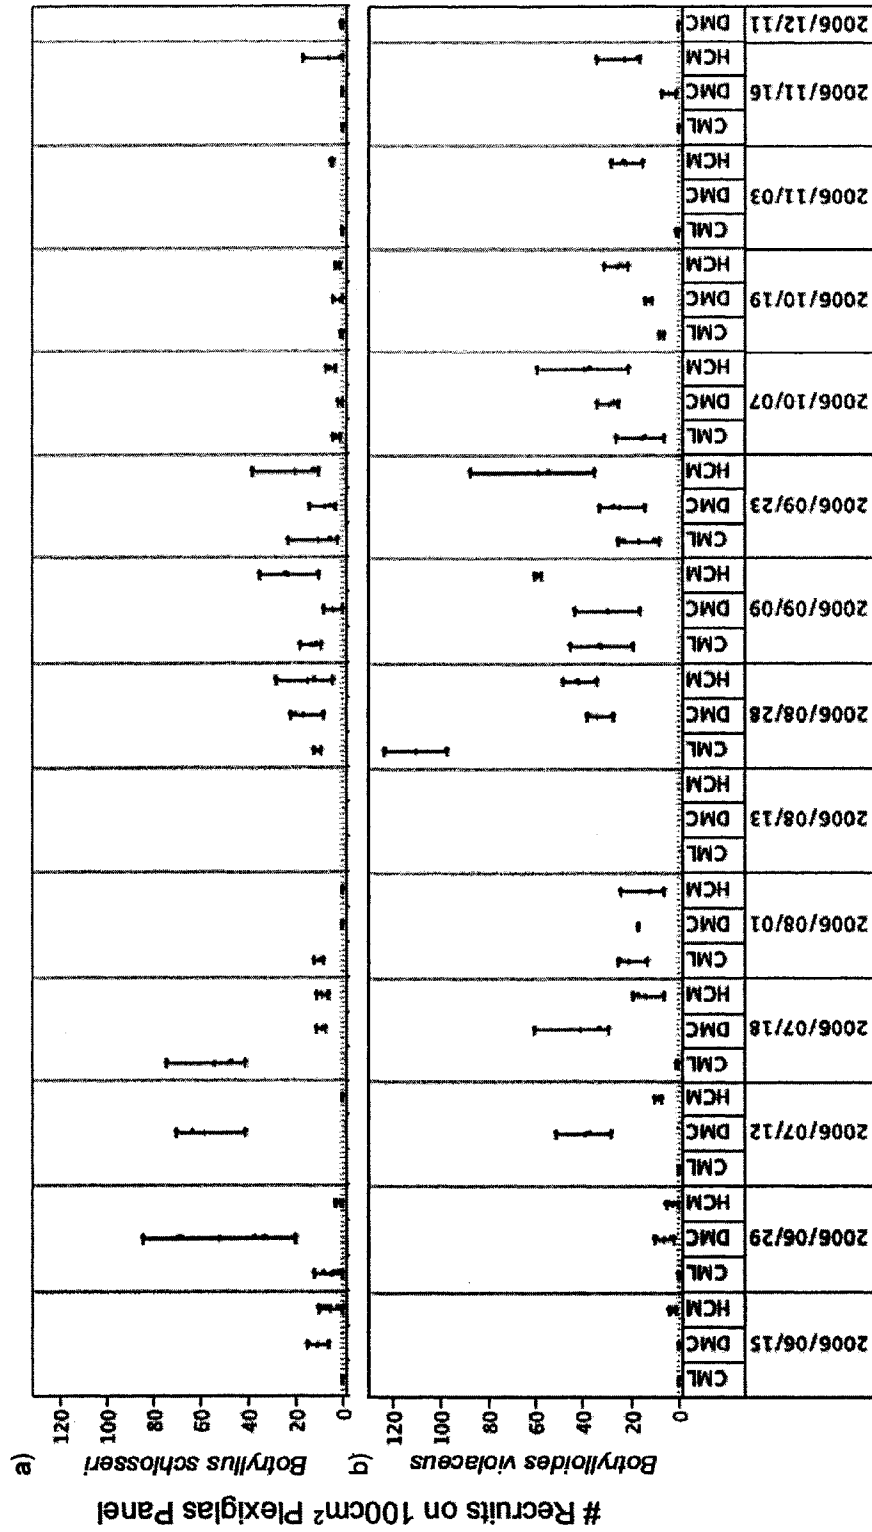 # Recruits on 100cm² Plexiglas Panel
a)
Botryllus schlosseri
120
100
80
60
40
20
0
b)
Botrylloides violaceus
120
100
80
60
40
20
0
CML DMC HCM CML DMC HCM CML DMC HCM CML DMC HCM CML DMC HCM CML DMC HCM CML DMC HCM CML DMC HCM CML DMC HCM CML DMC HCM CML DMC HCM CML DMC HCM CML DMC HCM DMC
2006/06/15 2006/06/29 2006/07/12 2006/07/18 2006/08/01 2006/08/13 2006/08/28 2006/09/09 2006/09/23 2006/10/07 2006/10/19 2006/11/03 2006/11/16 2006/12/11